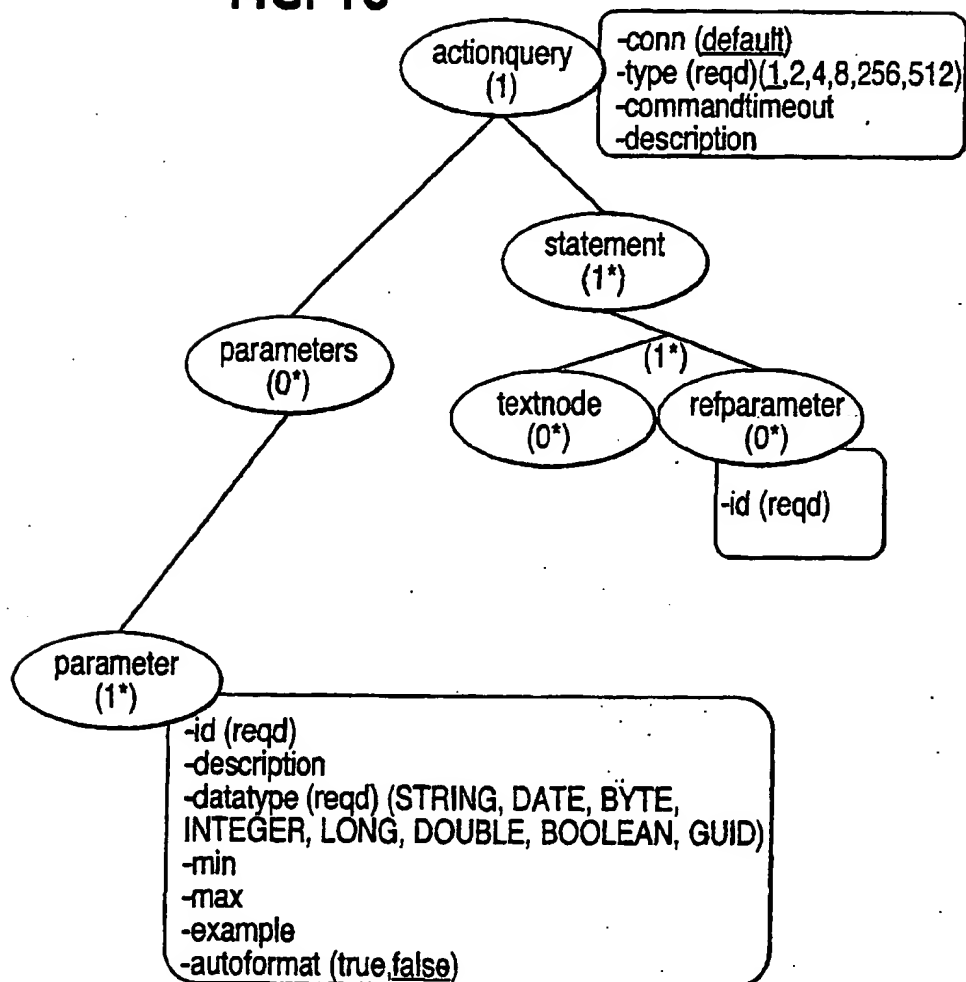 actionquery
(1)
-conn (default)
-type (reqd)(1,2,4,8,256,512)
-commandtimeout
-description
statement
(1*)
parameters
(0*)
(1*)
textnode
(0*)
refparameter
(0*)
-id (reqd)
parameter
(1*)
-id (reqd)
-description
-datatype (reqd) (STRING, DATE, BYTE,
INTEGER, LONG, DOUBLE, BOOLEAN, GUID)
-min
-max
-example
-autoformat (true,false)